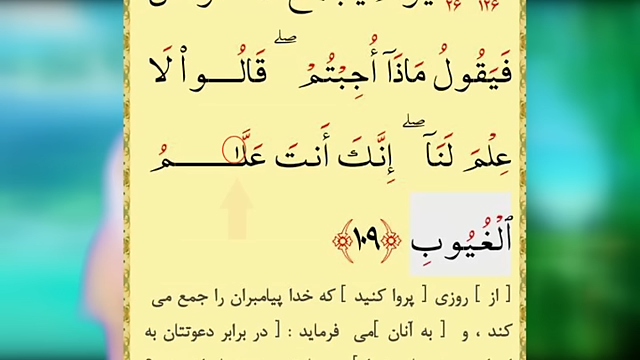 فَيَقُولُ مَاذَآ أُجِبْتُمْ ۖ قَالُوا۟ لَا
عِلْمَ لَنَآ ۖ إِنَّكَ أَنتَ عَلَّٰمُ
ٱلْغُيُوبِ ﴿١٠٩﴾
[ از ] روزی [ پروا کنید ] که خدا پیامبران را جمع می
کند ، و [ به آنان ]می فرماید : [ در برابر دعوتتان به